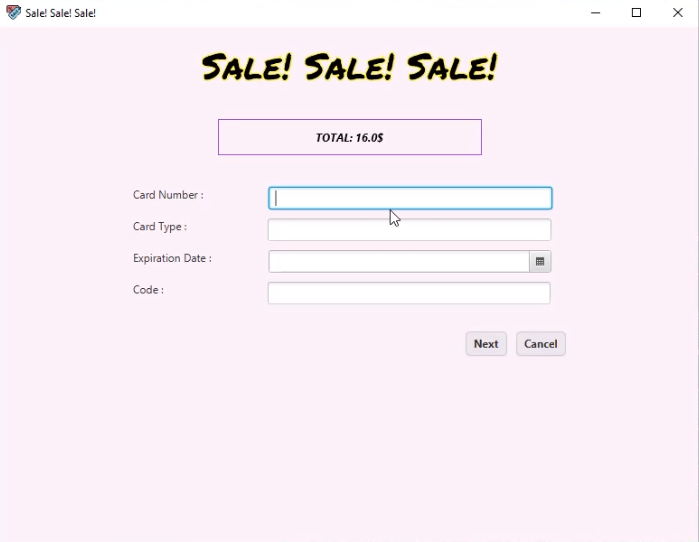 Sale! Sale! Sale!
Sale! Sale! Sale!
TOTAL: 16.0$
Card Number :
Card Type :
Expiration Date :
Code :
Next Cancel